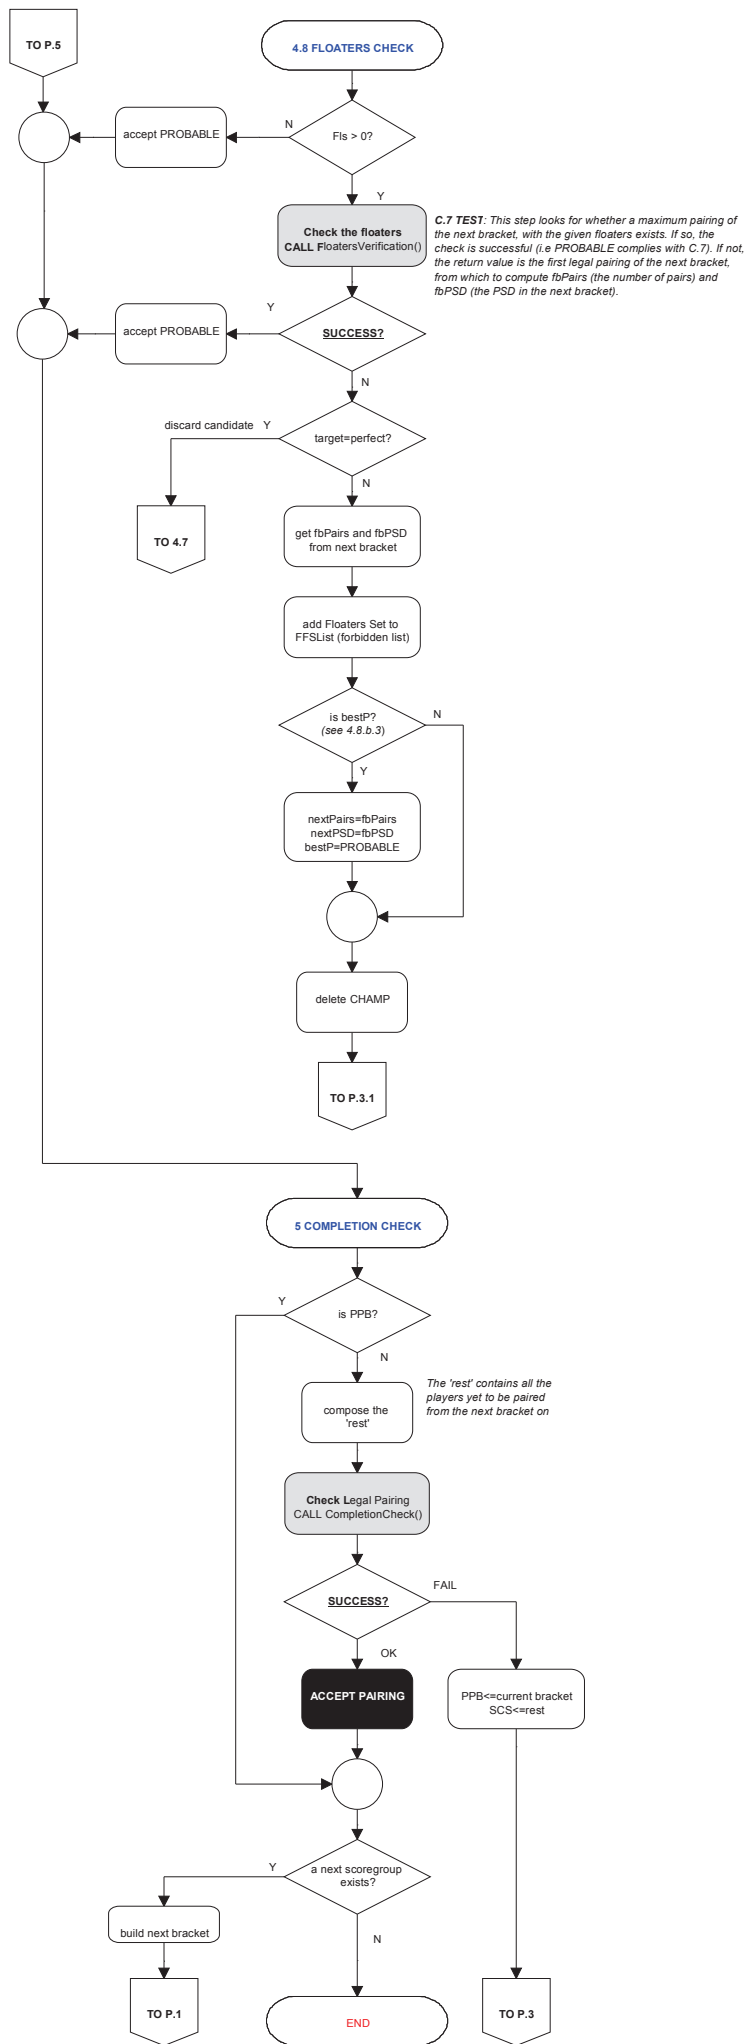 TO P.5
4.8 FLOATERS CHECK
accept PROBABLE
N
Fls > 0?
Y
Check the floaters
CALL FloatersVerification()
C.7 TEST: This step looks for whether a maximum pairing of
the next bracket, with the given floaters exists. If so, the
check is successful (i.e PROBABLE complies with C.7). If not,
the return value is the first legal pairing of the next bracket,
from which to compute fbPairs (the number of pairs) and
fbPSD (the PSD in the next bracket).
accept PROBABLE
Y
SUCCESS?
N
discard candidate Y
target=perfect?
N
TO 4.7
get fbPairs and fbPSD
from next bracket
add Floaters Set to
FFSList (forbidden list)
is bestP?
(see 4.8.b.3)
N
Y
nextPairs=fbPairs
nextPSD=fbPSD
bestP=PROBABLE
delete CHAMP
TO P.3.1
5 COMPLETION CHECK
Y
is PPB?
N
compose the
'rest'
The 'rest' contains all the
players yet to be paired
from the next bracket on
Check Legal Pairing
CALL CompletionCheck()
SUCCESS?
FAIL
OK
ACCEPT PAIRING
PPB<=current bracket
SCS<=rest
Y
a next scoregroup
exists?
build next bracket
N
TO P.1
END
TO P.3